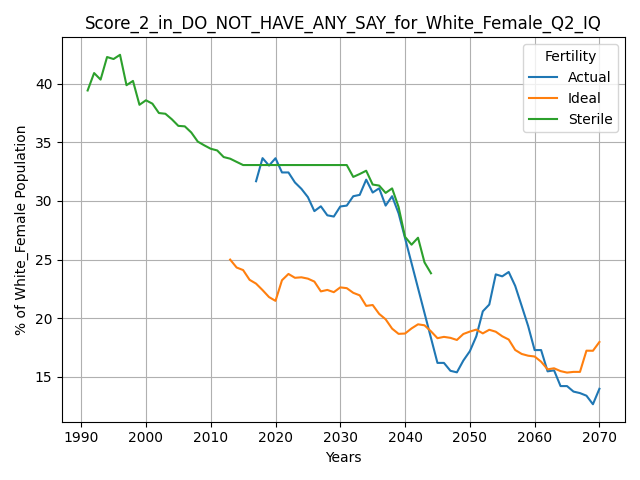 Score_2_in_DO_NOT_HAVE_ANY_SAY_for_White_Female_Q2_IQ
Fertility
Actual
Ideal
Sterile
% of White_Female Population
40
35
30
25
20
15
1990 2000 2010 2020 2030 2040 2050 2060 2070
Years